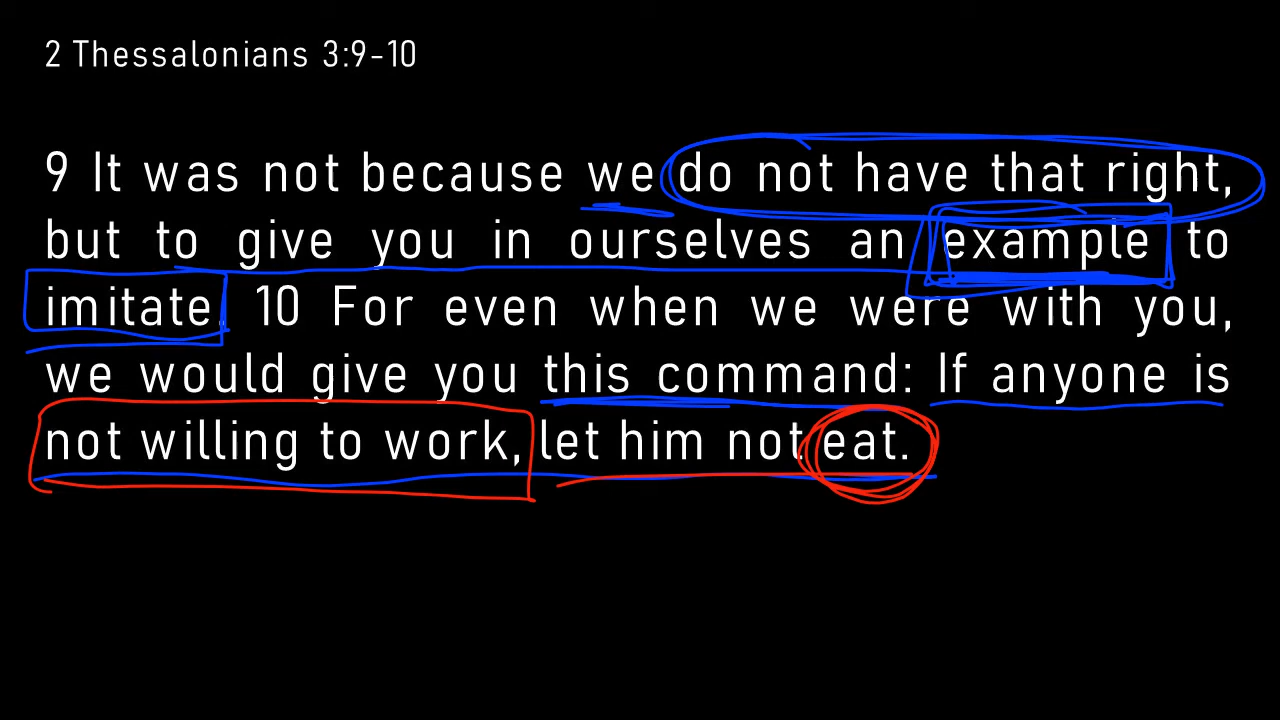 2 Thessalonians 3:9-10
9 It was not because we do not have that right,
but to give you in ourselves an example to
imitate. 10 For even when we were with you,
we would give you this command: If anyone is
not willing to work, let him not eat.